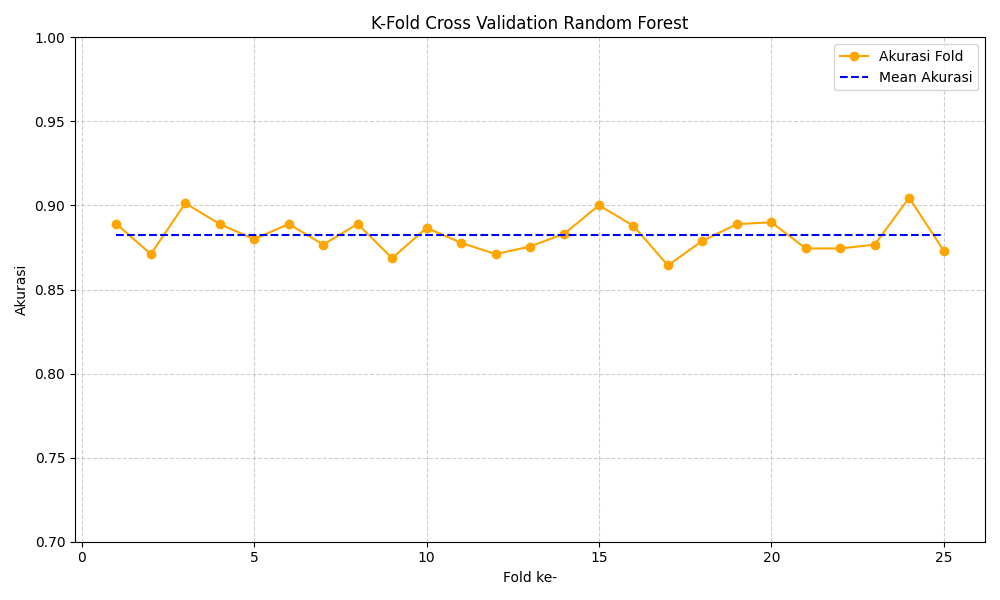 K-Fold Cross Validation Random Forest
Akurasi Fold
Mean Akurasi
Akurasi
1.00
0.95
0.90
0.85
0.80
0.75
0.70
0
5
10
15
20
25
Fold ke-